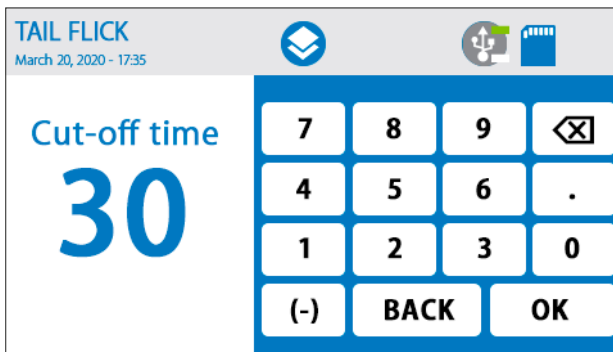 TAIL FLICK
March 20, 2020 - 17:35
Cut-off time
30
7 8 9
4 5 6 .
1 2 3 0
(-) BACK OK